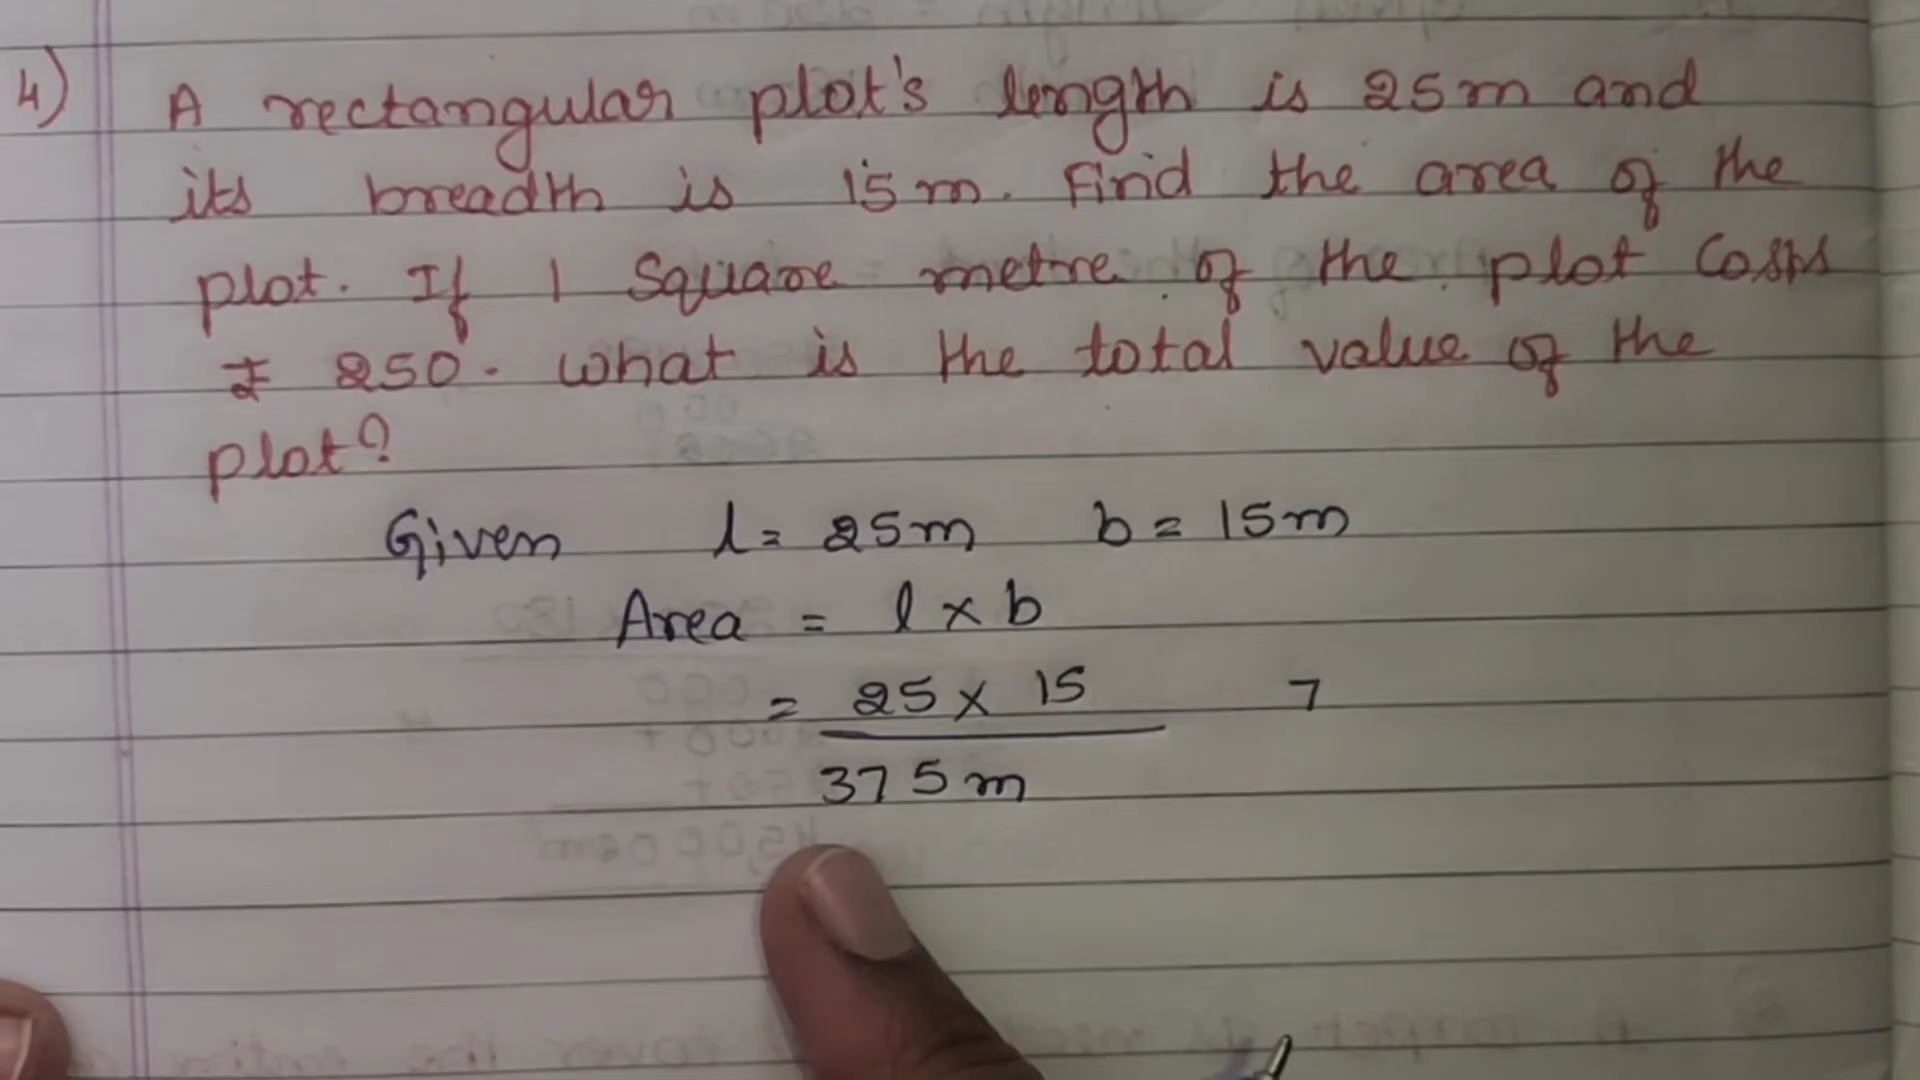 4) A rectangular plot's length is 25m and
its breadth is 15m. Find the area of the
plot. If 1 Square metre of the plot Costs
₹ 250. what is the total value of the
plot?
Given l = 25m b = 15m
Area = l × b
= 25 × 15 7
375m